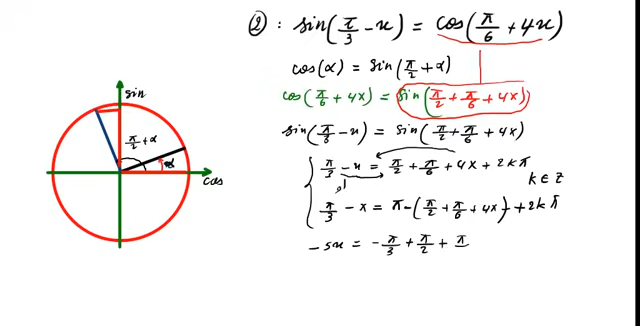 ② : sin(π/3 − x) = cos(π/6 + 4x)
cos(α) = sin(π/2 + α)
cos(π/6 + 4x) = sin(π/2 + π/6 + 4x)
sin(π/3 − x) = sin(π/2 + π/6 + 4x)
π/3 − x = π/2 + π/6 + 4x + 2kπ
k ∈ z
π/3 − x = π − (π/2 + π/6 + 4x) + 2kπ
− 5x = − π/3 + π/2 + π
sin
π/2 + α
α
cos